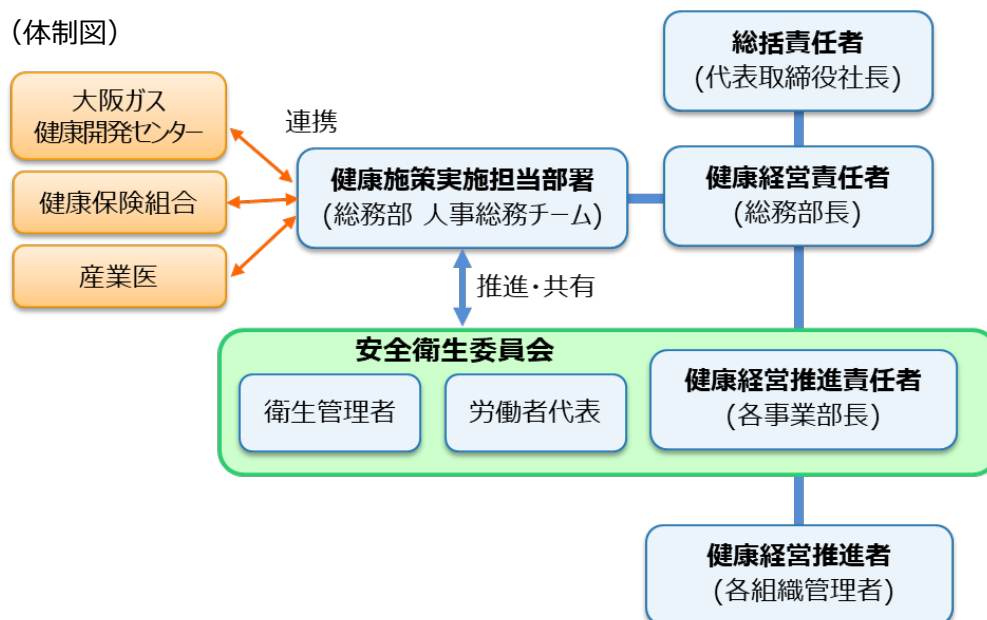 （体制図）
総括責任者
(代表取締役社長)
大阪ガス
健康開発センター
連携
健康保険組合
産業医
健康施策実施担当部署
(総務部 人事総務チーム)
健康経営責任者
(総務部長)
推進・共有
安全衛生委員会
衛生管理者
労働者代表
健康経営推進責任者
(各事業部長)
健康経営推進者
(各組織管理者)